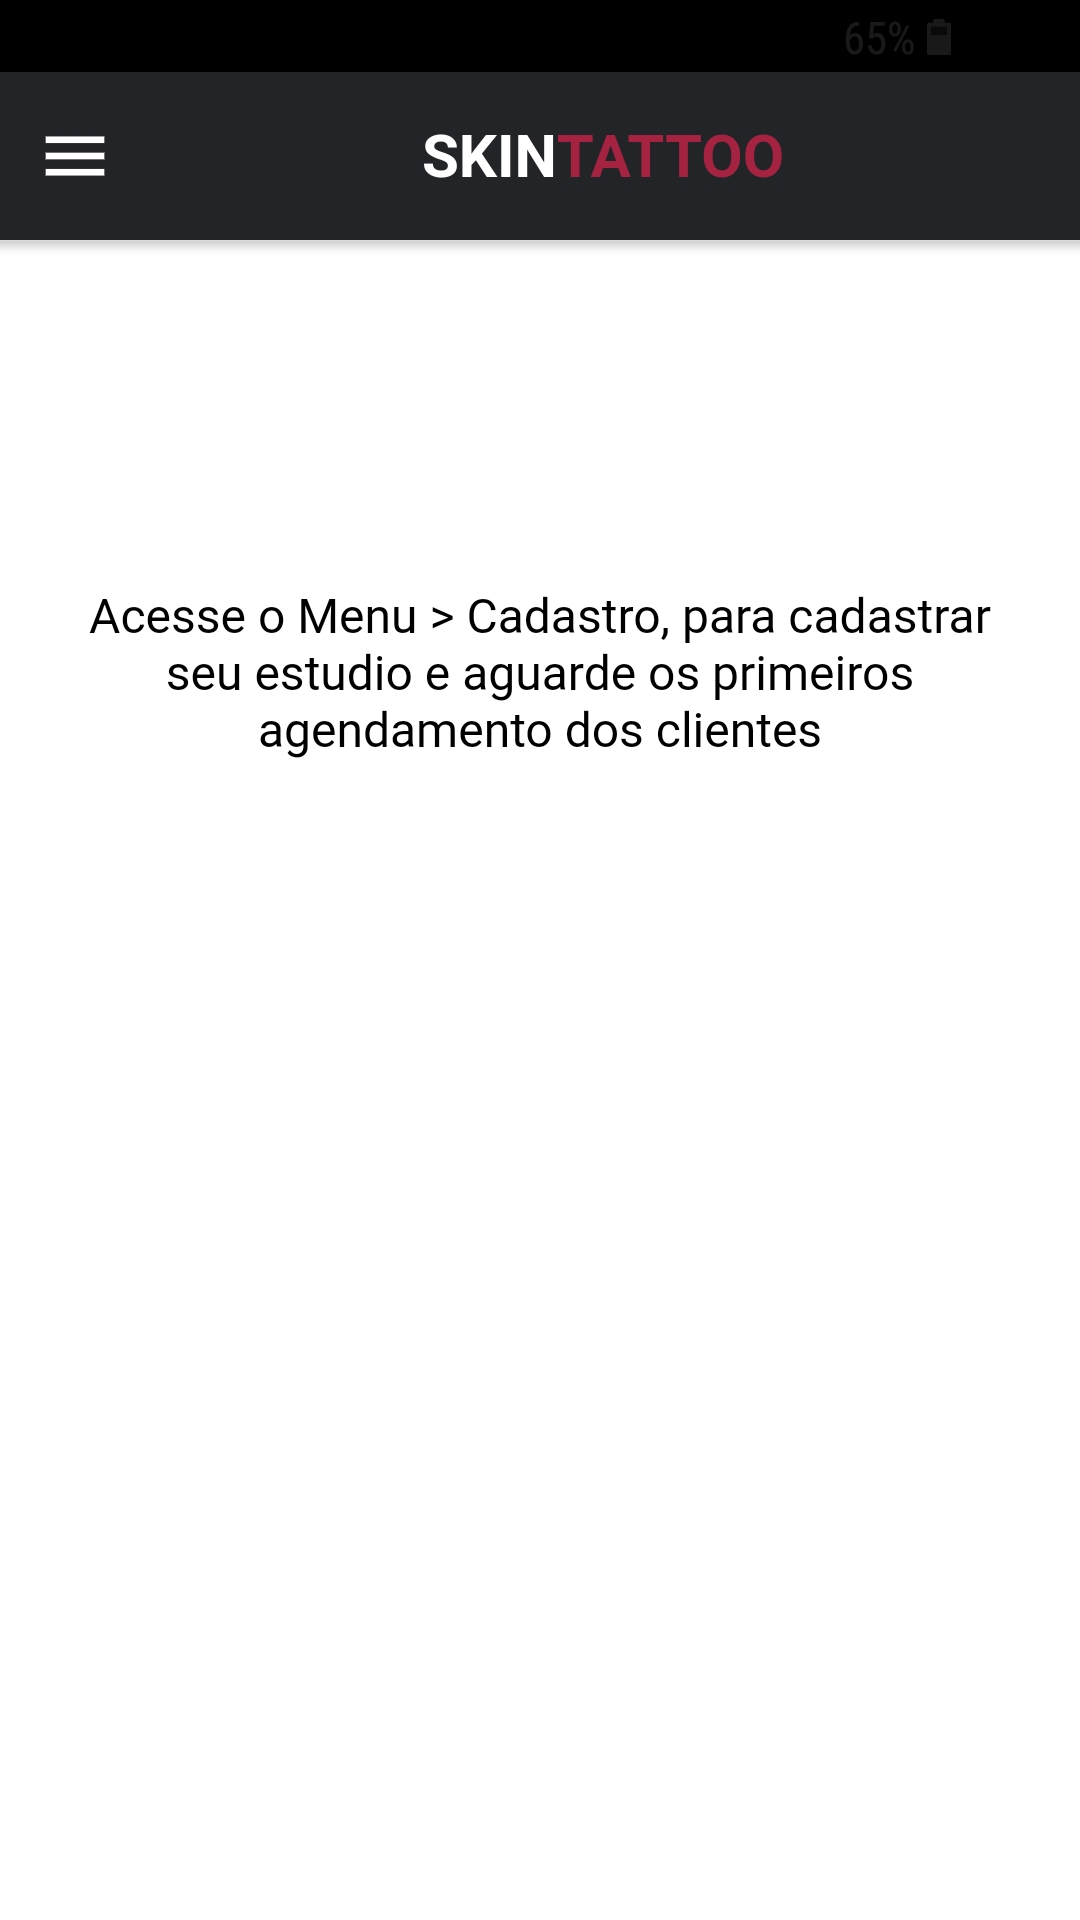 65%
SKINTATTOO
Acesse o Menu > Cadastro, para cadastrar
seu estudio e aguarde os primeiros
agendamento dos clientes